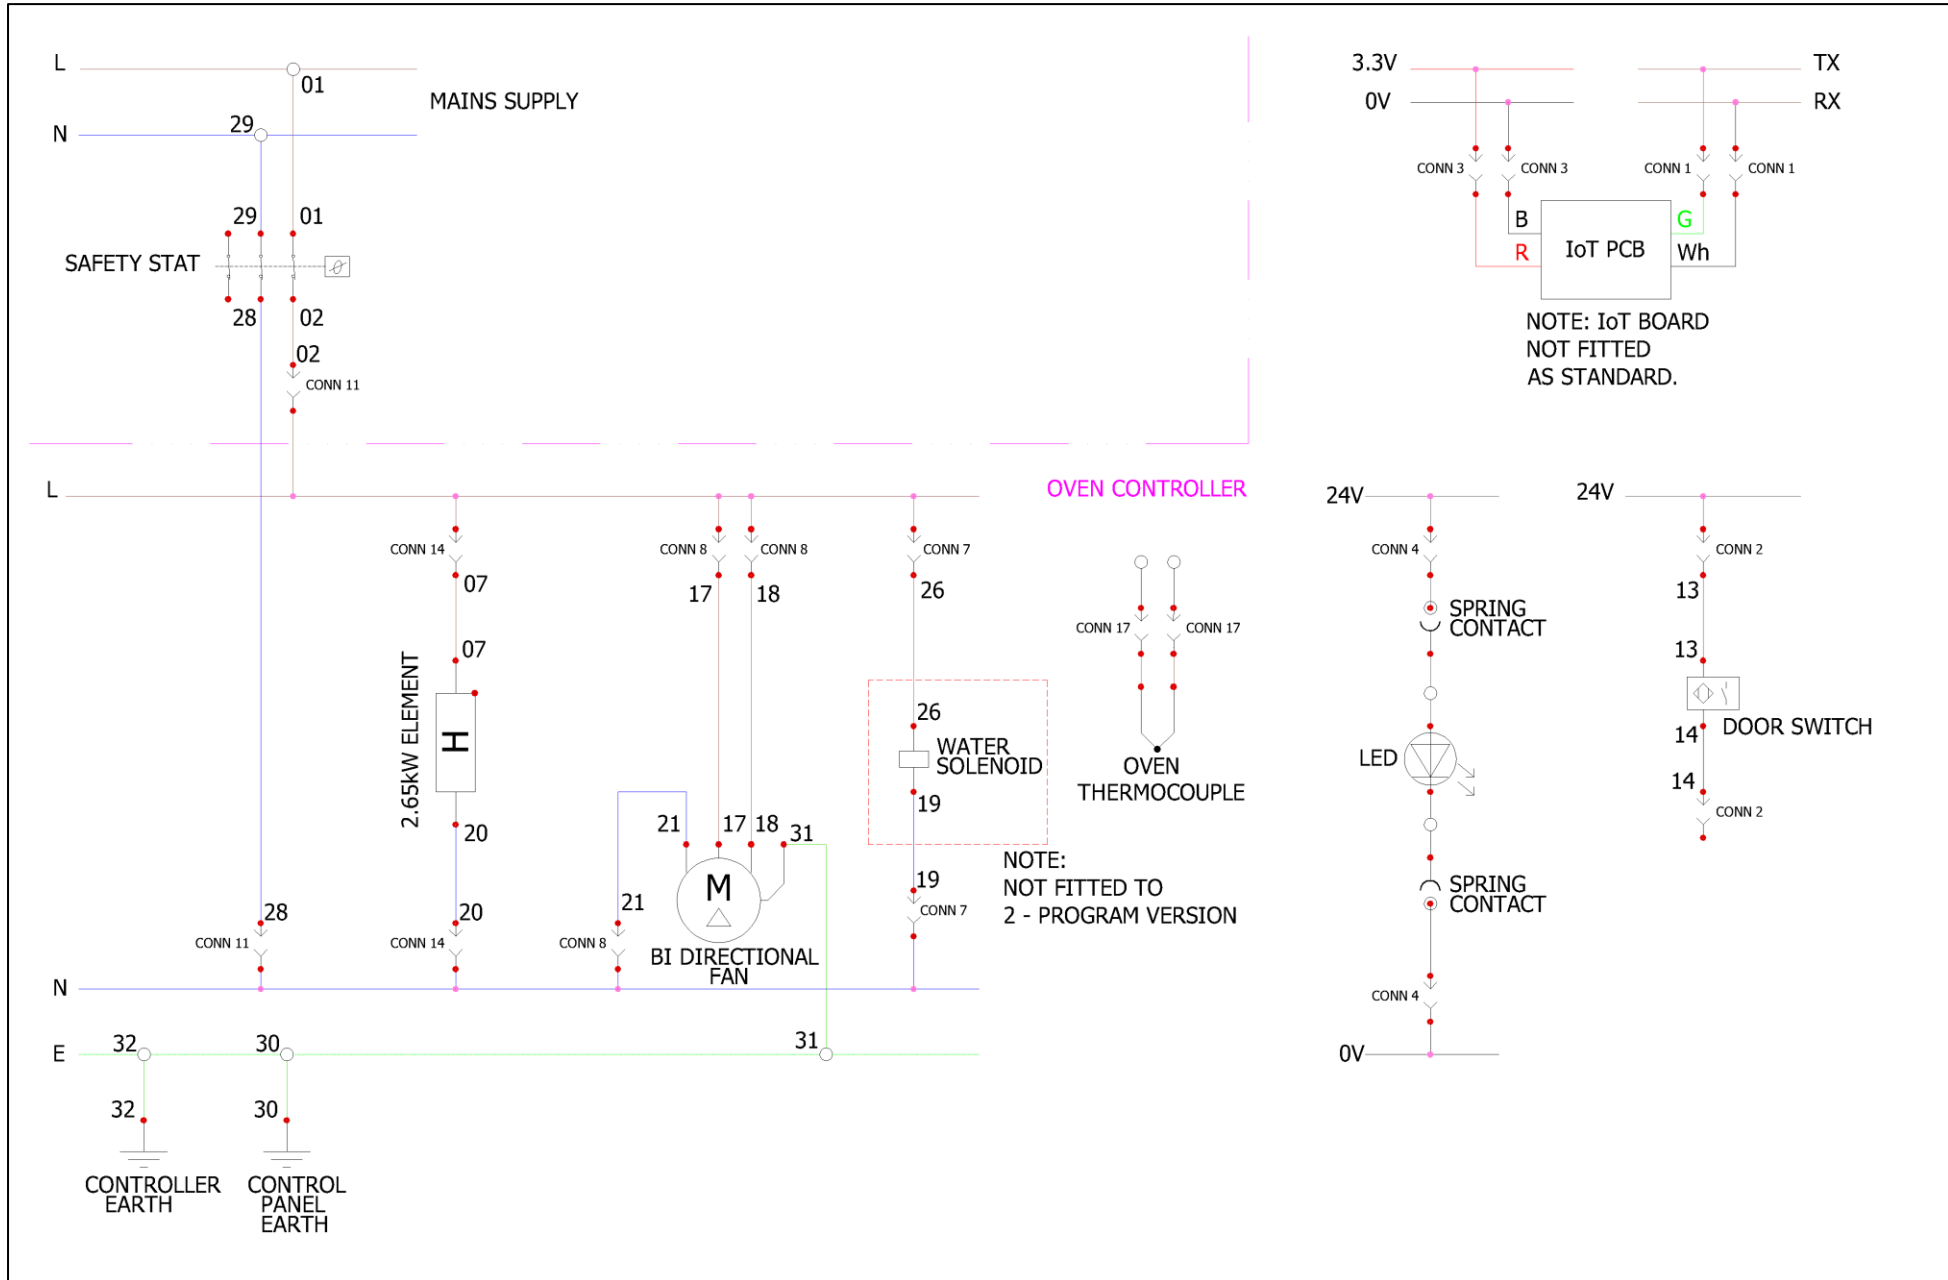 L
01
MAINS SUPPLY
29
N
29
01
SAFETY STAT
28
02
02
CONN 11
3.3V
0V
TX
RX
CONN 3
CONN 3
CONN 1
CONN 1
B
R
IoT PCB
G
Wh
NOTE: IoT BOARD
NOT FITTED
AS STANDARD.
L
OVEN CONTROLLER
CONN 14
07
07
2.65kW ELEMENT
H
20
20
CONN 14
28
CONN 11
CONN 8
CONN 8
17
18
21
17
18
31
M
21
CONN 8
BI DIRECTIONAL
FAN
CONN 7
26
26
WATER
SOLENOID
19
19
CONN 7
NOTE:
NOT FITTED TO
2 - PROGRAM VERSION
CONN 17
CONN 17
OVEN
THERMOCOUPLE
N
E
32
30
31
32
30
CONTROLLER
EARTH
CONTROL
PANEL
EARTH
24V
CONN 4
SPRING
CONTACT
LED
SPRING
CONTACT
CONN 4
0V
24V
CONN 2
13
13
DOOR SWITCH
14
14
CONN 2